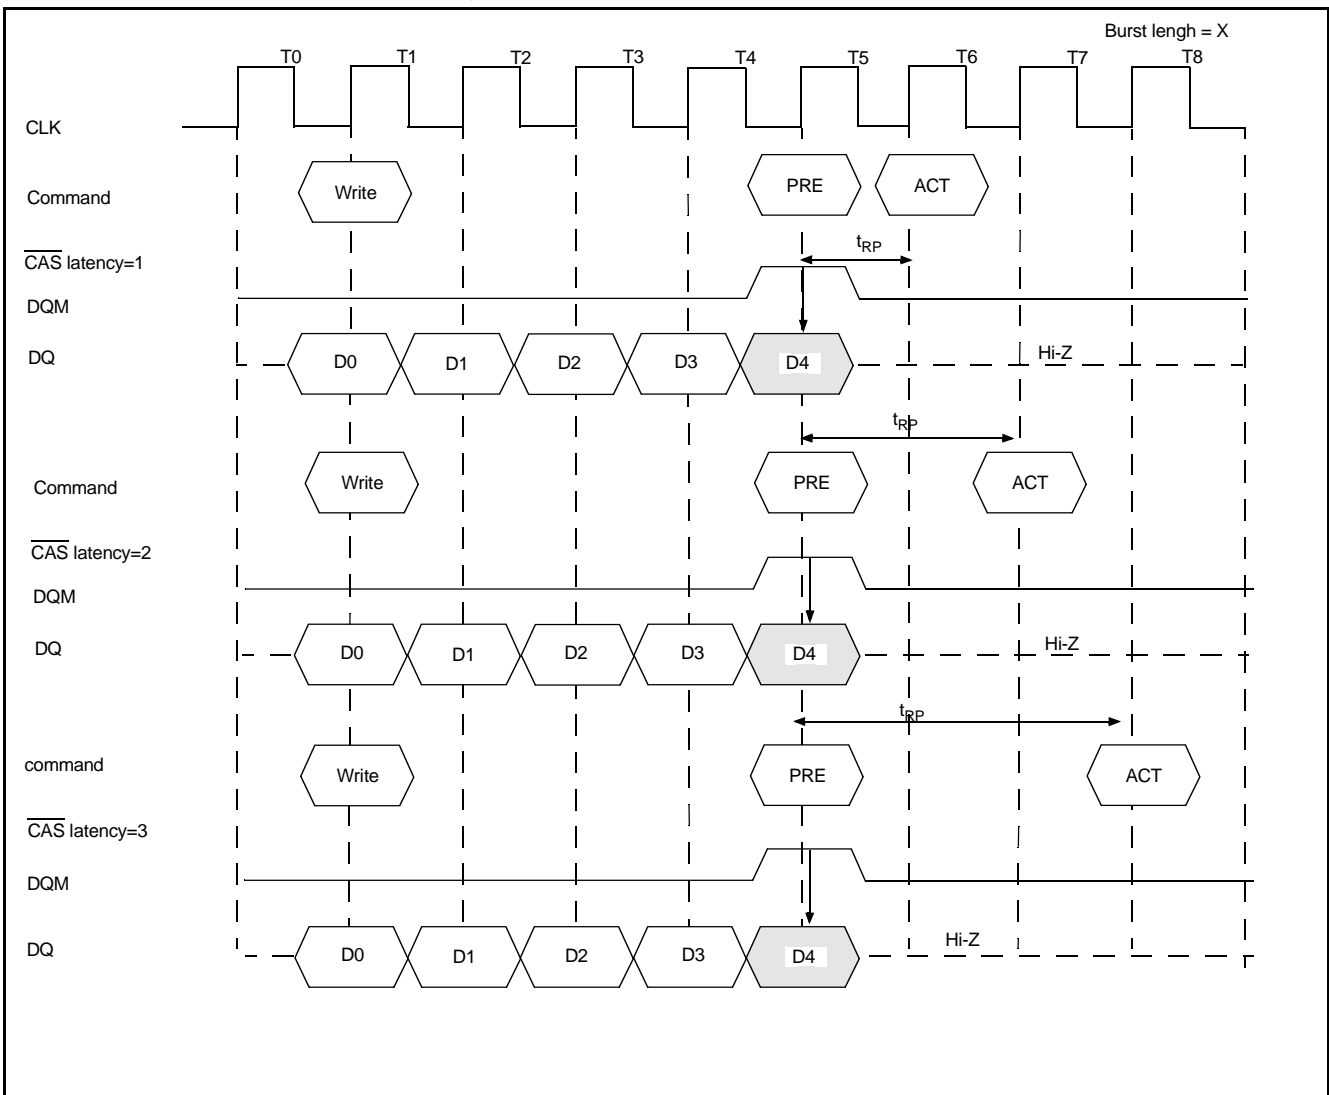 Burst lengh = X
T0 T1 T2 T3 T4 T5 T6 T7 T8
CLK
Command Write PRE ACT
tRP
CAS latency=1
DQM
DQ D0 D1 D2 D3 D4 Hi-Z
tRP
Command Write PRE ACT
CAS latency=2
DQM
DQ D0 D1 D2 D3 D4 Hi-Z
tRP
command Write PRE ACT
CAS latency=3
DQM
DQ D0 D1 D2 D3 D4 Hi-Z